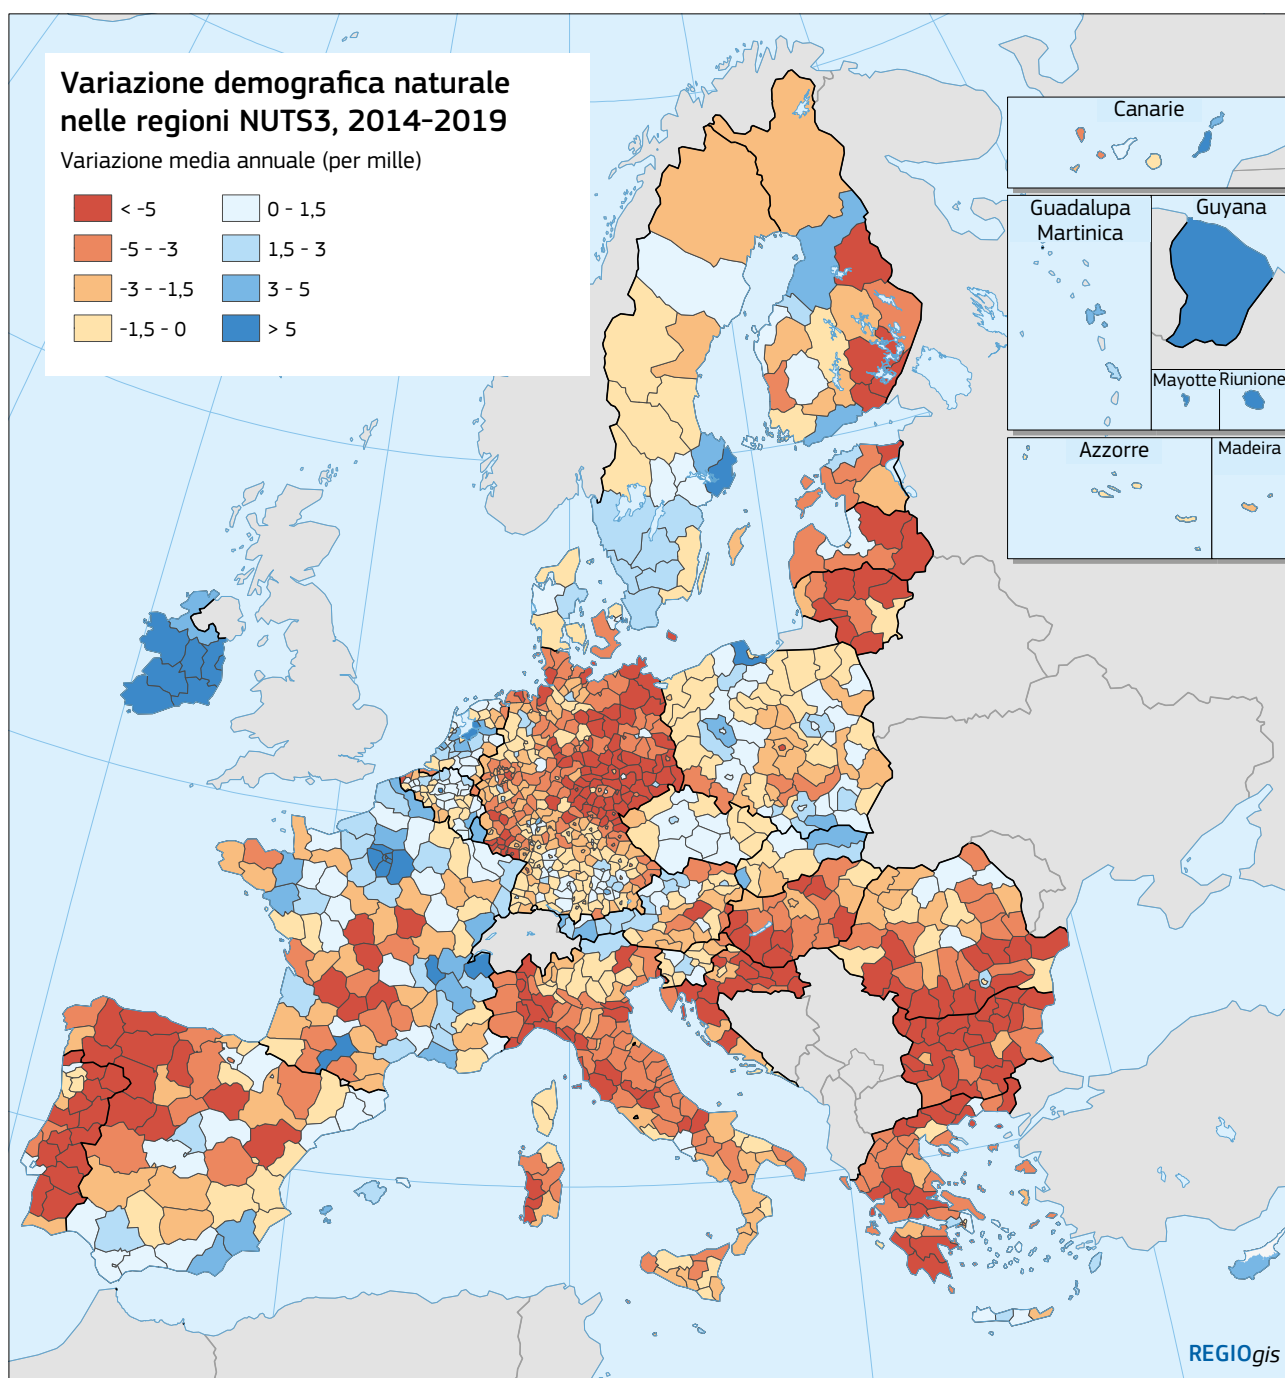 Variazione demografica naturale
nelle regioni NUTS3, 2014-2019
Variazione media annuale (per mille)
< -5
-5 - -3
-3 - -1,5
-1,5 - 0
0 - 1,5
1,5 - 3
3 - 5
> 5
Canarie
Guadalupa
Martinica
Guyana
Mayotte
Riunione
Azzorre
Madeira
REGIOgis